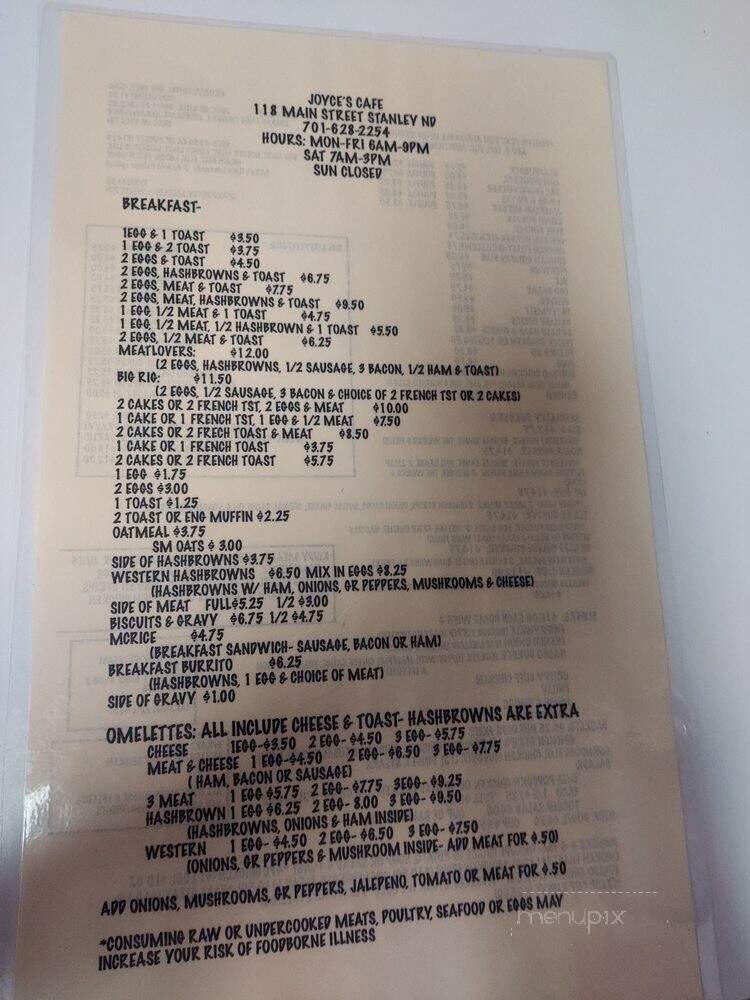 JOYCE'S CAFE
118 MAIN STREET STANLEY ND
701-628-2254
HOURS: MON-FRI 6AM-9PM
SAT 7AM-3PM
SUN CLOSED
BREAKFAST-
1EGG & 1 TOAST $3.50
1 EGG & 2 TOAST $3.75
2 EGGS & TOAST $4.50
2 EGGS, HASHBROWNS & TOAST $6.75
2 EGGS, MEAT & TOAST $7.75
2 EGGS, MEAT, HASHBROWNS & TOAST $9.50
1 EGG, 1/2 MEAT & 1 TOAST $4.75
1 EGG, 1/2 MEAT, 1/2 HASHBROWN & 1 TOAST $5.50
2 EGGS, 1/2 MEAT & TOAST $6.25
MEATLOVERS: $12.00
(2 EGGS, HASHBROWNS, 1/2 SAUSAGE, 3 BACON, 1/2 HAM & TOAST)
BIG RIG: $11.50
(2 EGGS, 1/2 SAUSAGE, 3 BACON & CHOICE OF 2 FRENCH TST OR 2 CAKES)
2 CAKES OR 2 FRENCH TST, 2 EGGS & MEAT $10.00
1 CAKE OR 1 FRENCH TST, 1 EGG & 1/2 MEAT $7.50
2 CAKES OR 2 FRECH TOAST & MEAT $8.50
1 CAKE OR 1 FRENCH TOAST $3.75
2 CAKES OR 2 FRENCH TOAST $5.75
1 EGG $1.75
2 EGGS $3.00
1 TOAST $1.25
2 TOAST OR ENG MUFFIN $2.25
OATMEAL $3.75
SM OATS $ 3.00
SIDE OF HASHBROWNS $3.75
WESTERN HASHBROWNS $6.50 MIX IN EGGS $8.25
(HASHBROWNS W/ HAM, ONIONS, GR PEPPERS, MUSHROOMS & CHEESE)
SIDE OF MEAT FULL$5.25 1/2 $3.00
BISCUITS & GRAVY $6.75 1/2 $4.75
MCRICE $4.75
(BREAKFAST SANDWICH- SAUSAGE, BACON OR HAM)
BREAKFAST BURRITO $6.25
(HASHBROWNS, 1 EGG & CHOICE OF MEAT)
SIDE OF GRAVY $1.00
OMELETTES: ALL INCLUDE CHEESE & TOAST- HASHBROWNS ARE EXTRA
CHEESE 1EGG-$3.50 2 EGG- $4.50 3 EGG- $5.75
MEAT & CHEESE 1 EGG-$4.50 2 EGG- $6.50 3 EGG- $7.75
( HAM, BACON OR SAUSAGE)
3 MEAT 1 EGG $5.75 2 EGG- $7.75 3EGG- $9.25
HASHBROWN 1 EGG $6.25 2 EGG- 8.00 3 EGG- $9.50
(HASHBROWNS, ONIONS & HAM INSIDE)
WESTERN 1 EGG- $4.50 2 EGG- $6.50 3 EGG- $7.50
(ONIONS, GR PEPPERS & MUSHROOM INSIDE- ADD MEAT FOR $.50)
ADD ONIONS, MUSHROOMS, GR PEPPERS, JALEPENO, TOMATO OR MEAT FOR $.50
*CONSUMING RAW OR UNDERCOOKED MEATS, POULTRY, SEAFOOD OR EGGS MAY
INCREASE YOUR RISK OF FOODBORNE ILLNESS
menupix